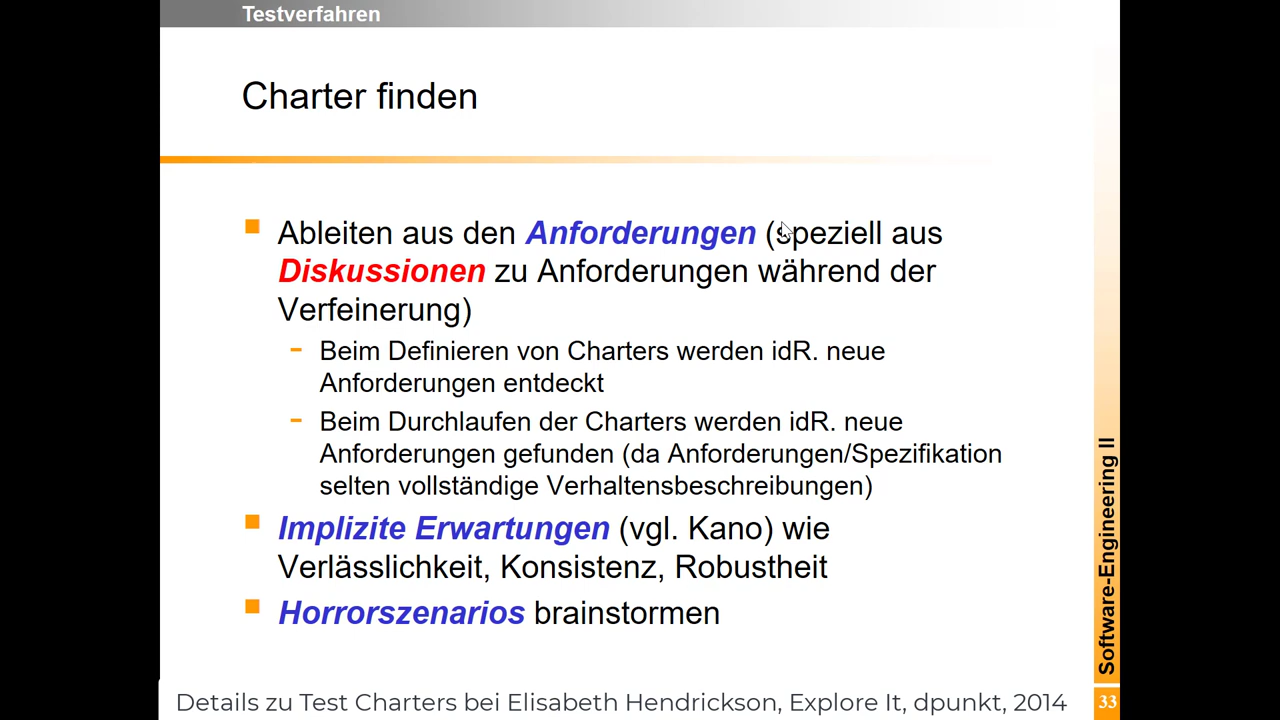 Testverfahren
Charter finden
Ableiten aus den Anforderungen (speziell aus
Diskussionen zu Anforderungen während der
Verfeinerung)
Beim Definieren von Charters werden idR. neue
Anforderungen entdeckt
Beim Durchlaufen der Charters werden idR. neue
Anforderungen gefunden (da Anforderungen/Spezifikation
selten vollständige Verhaltensbeschreibungen)
Implizite Erwartungen (vgl. Kano) wie
Verlässlichkeit, Konsistenz, Robustheit
Horrorszenarios brainstormen
Software-Engineering II
Details zu Test Charters bei Elisabeth Hendrickson, Explore It, dpunkt, 2014
33